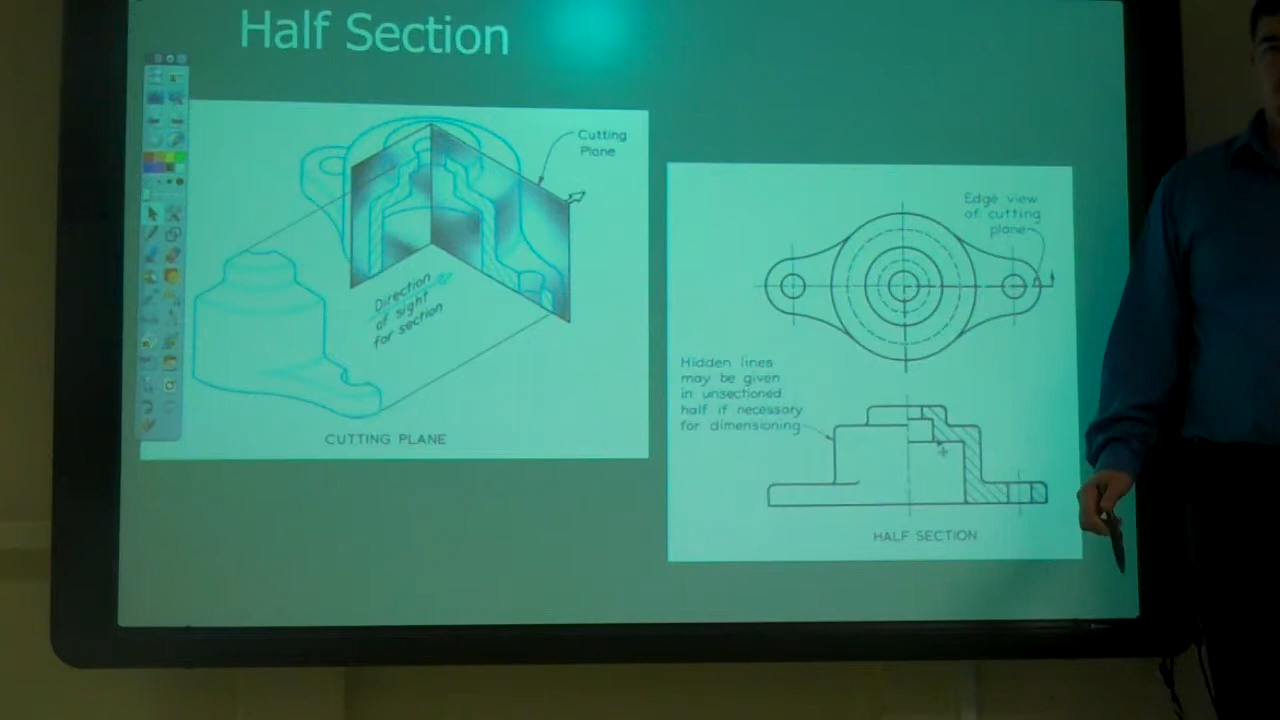 Half Section
Cutting
Plane
Direction
of sight
for section
CUTTING PLANE
Edge view
of cutting
plane
Hidden lines
may be given
in unsectioned
half if necessary
for dimensioning
HALF SECTION